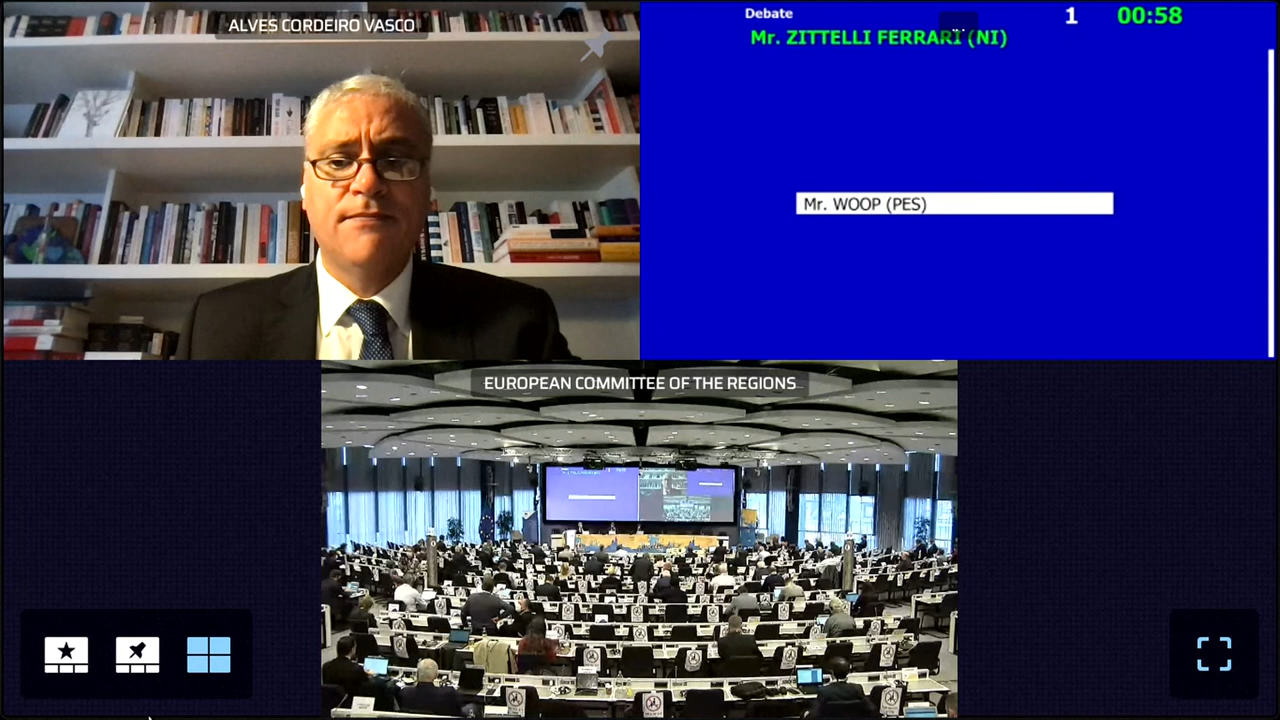 ALVES CORDEIRO VASCO
Debate 1 00:58
Mr. ZITTELLI FERRARI (NI)
Mr. WOOP (PES)
EUROPEAN COMMITTEE OF THE REGIONS